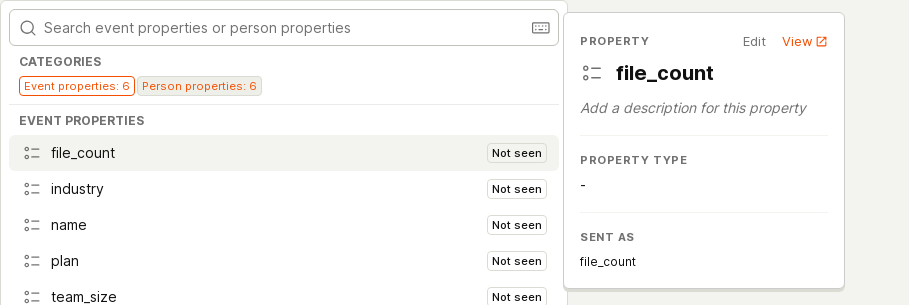 Search event properties or person properties
CATEGORIES
Event properties: 6 Person properties: 6
EVENT PROPERTIES
file_count Not seen
industry Not seen
name Not seen
plan Not seen
team_size Not seen
PROPERTY Edit View
file_count
Add a description for this property
PROPERTY TYPE
-
SENT AS
file_count